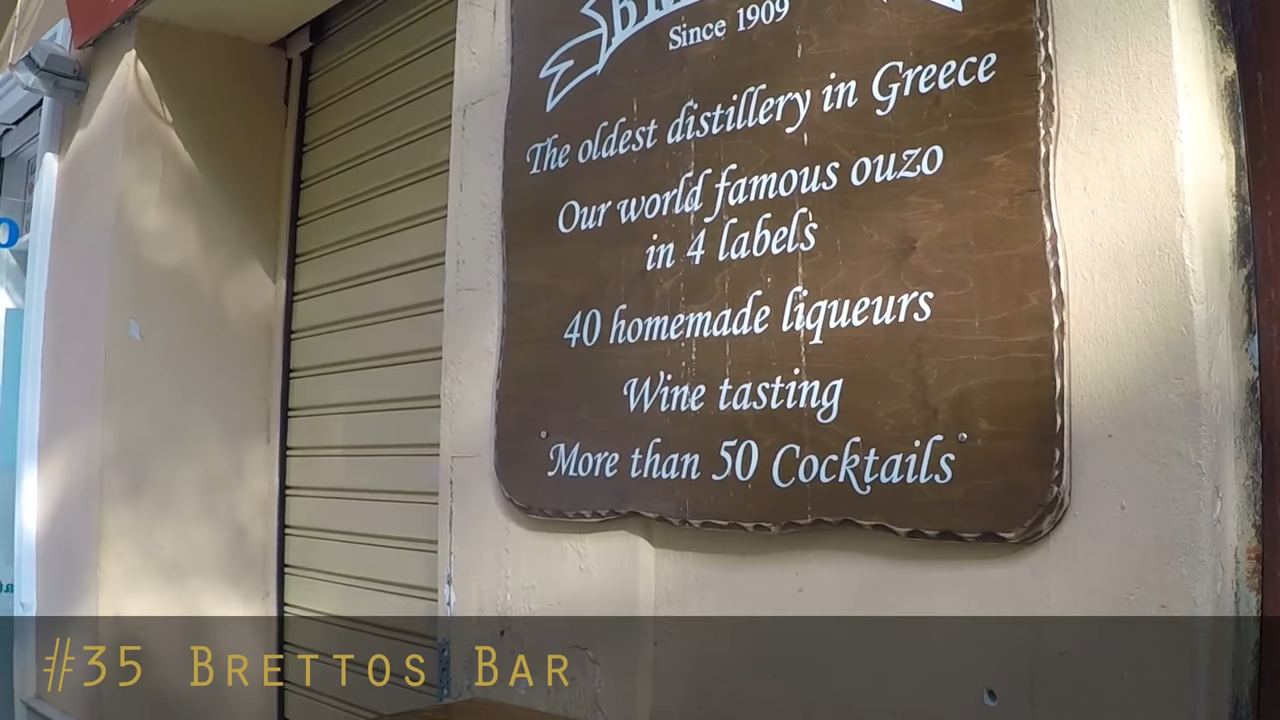 Since 1909
The oldest distillery in Greece
Our world famous ouzo
in 4 labels
40 homemade liqueurs
Wine tasting
More than 50 Cocktails
#35 Brettos Bar